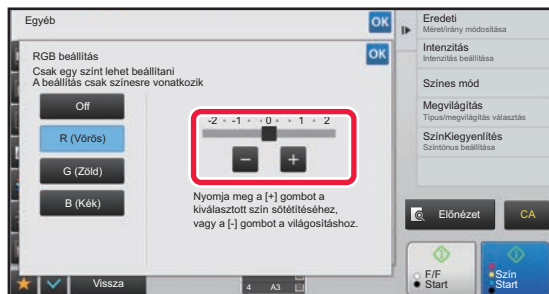 Egyéb
OK
RGB beállítás
OK
Csak egy színt lehet beállítani
A beállítás csak színesre vonatkozik
Off
R (Vörös)
G (Zöld)
B (Kék)
-2 -1 0 1 2
− +
Nyomja meg a [+] gombot a
kiválasztott szín sötétítéséhez,
vagy a [-] gombot a világosításhoz.
Vissza
4 A3
Eredeti
Méret/irány módosítása
Intenzitás
Intenzitás beállítása
Színes mód
Megvilágítás
Típus/megvilágítás választás
SzínKiegyenlítés
Színtónus beállítása
Előnézet
CA
F/F
Start
Szín
Start